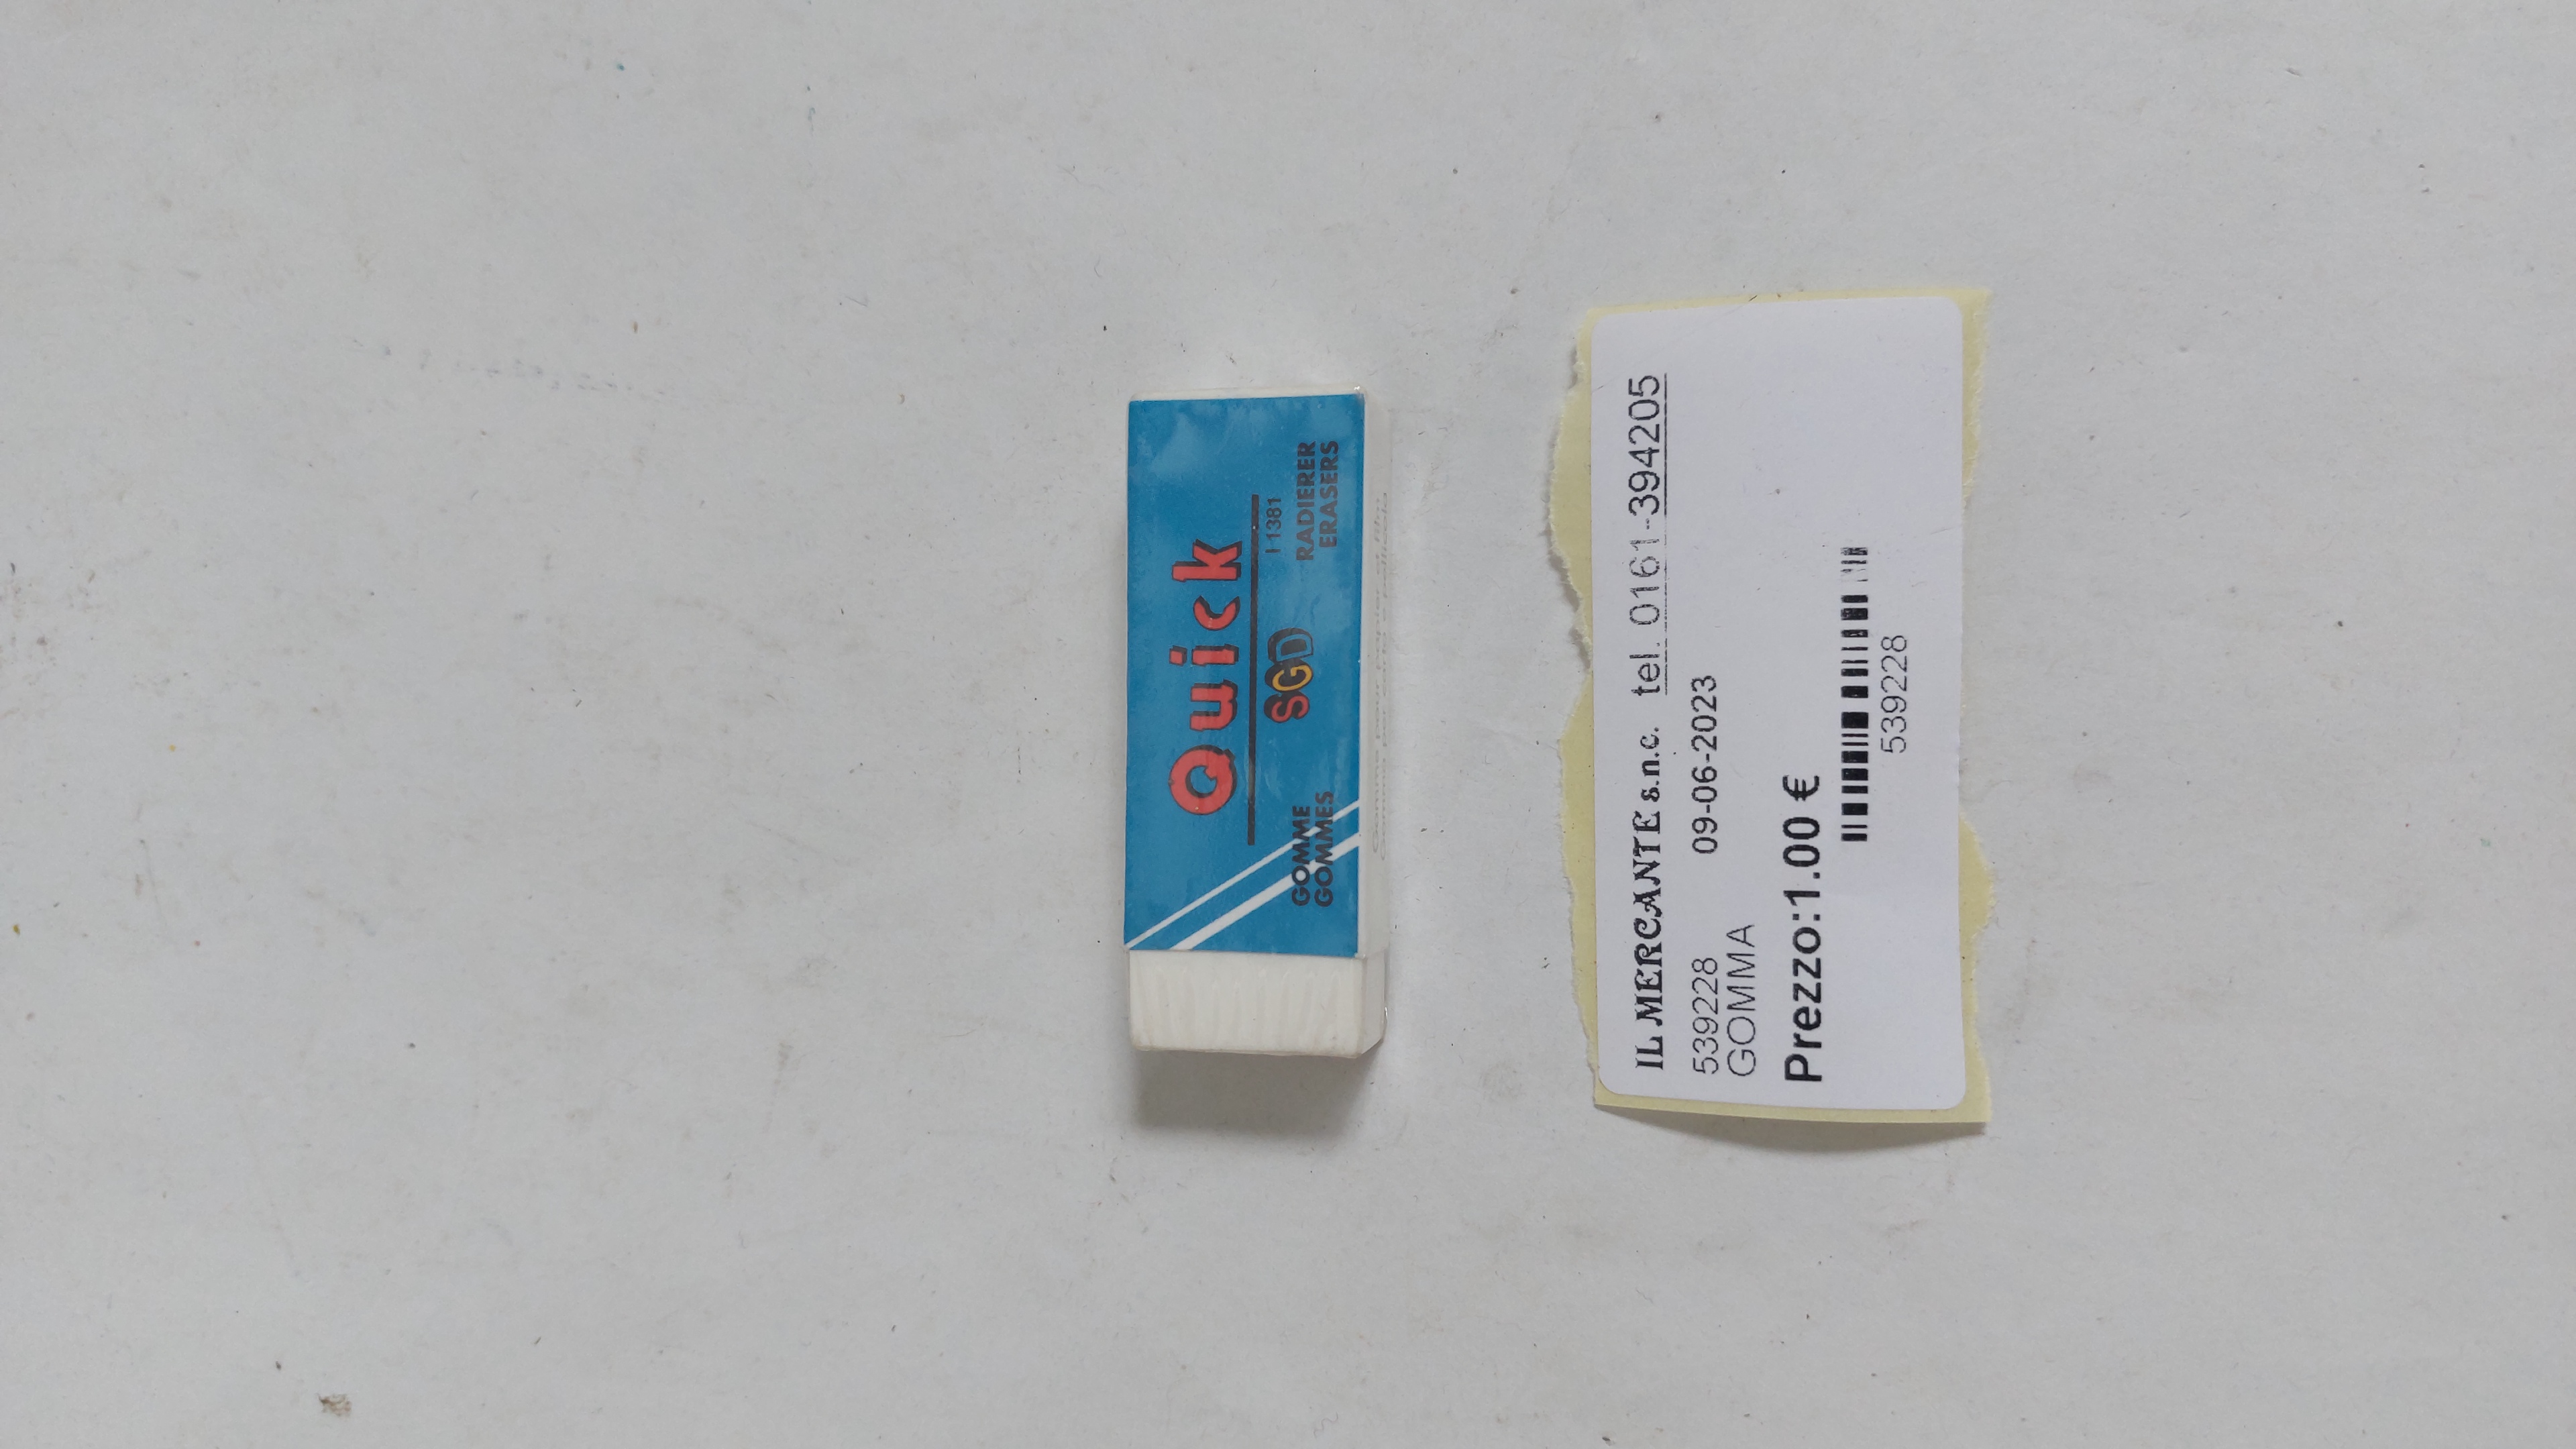 Quick
I-1381
SGD
GOMME
GOMMES
RADIERER
ERASERS
IL MERCANTE s.n.c. tel. 0161-394205
539228 09-06-2023
GOMMA
Prezzo:1.00 €
539228